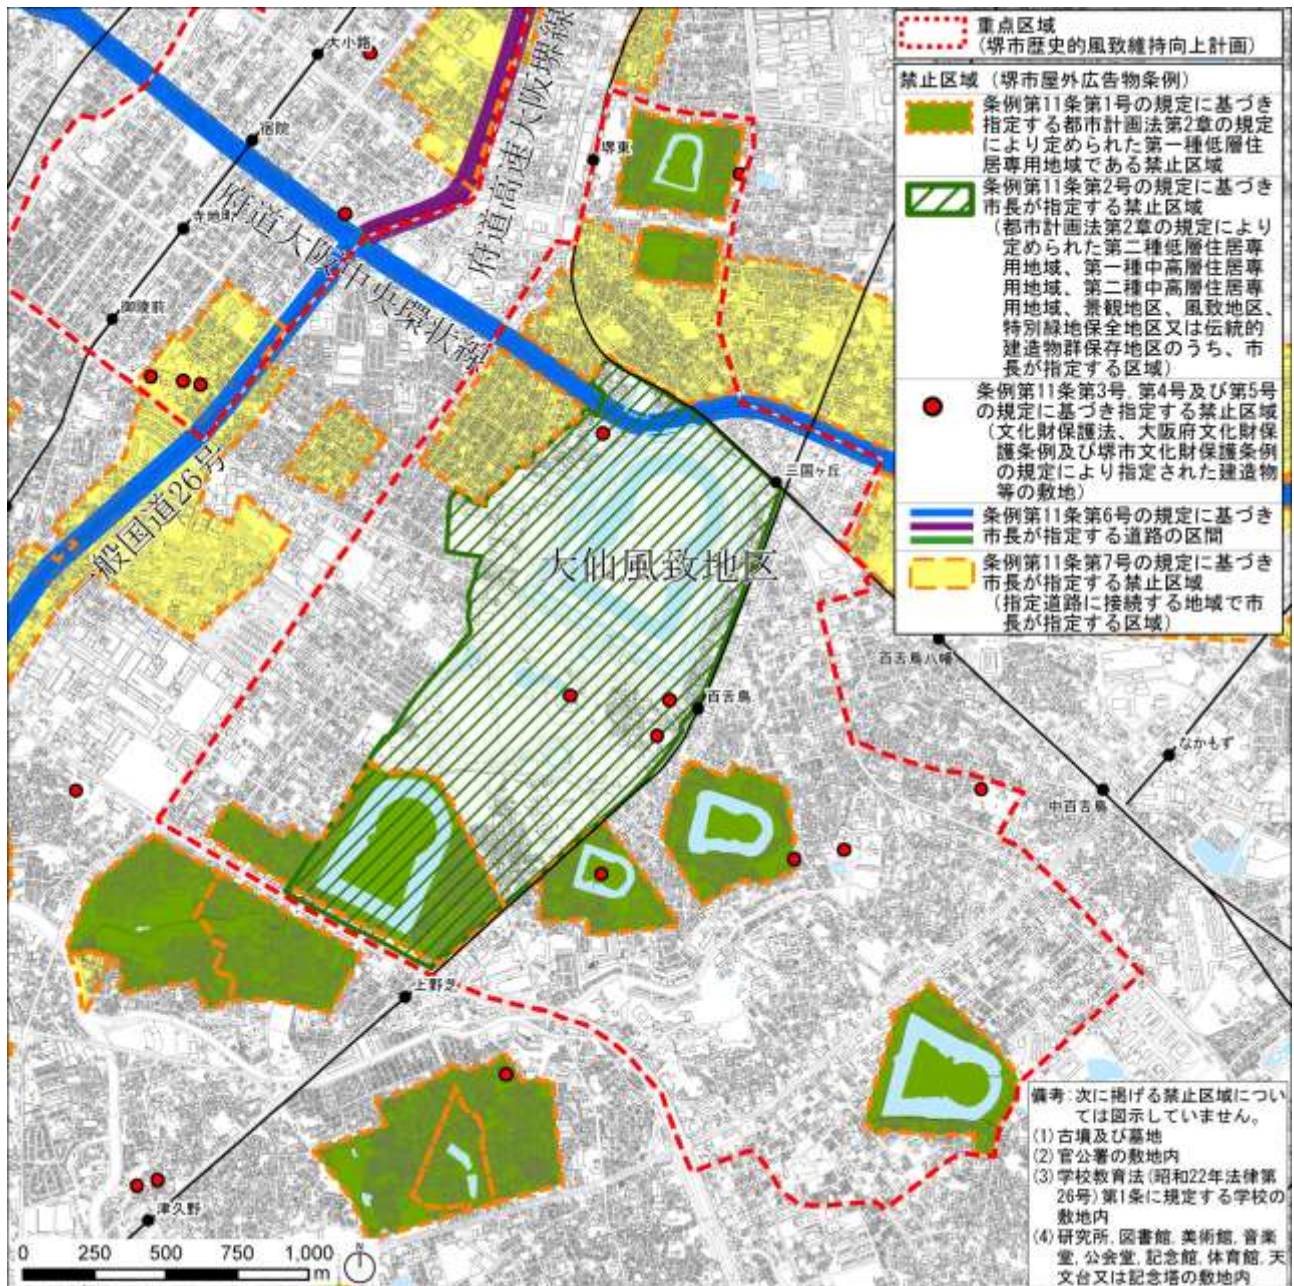 重点区域
(堺市歴史的風致維持向上計画)
禁止区域 (堺市屋外広告物条例)
条例第11条第1号の規定に基づき
指定する都市計画法第2章の規定
により定められた第一種低層住
居専用地域である禁止区域
条例第11条第2号の規定に基づき
市長が指定する禁止区域
(都市計画法第2章の規定により
定められた第二種低層住居専
用地域、第一種中高層住居専
用地域、第二種中高層住居専
用地域、景観地区、風致地区、
特別緑地保全地区又は伝統的
建造物群保存地区のうち、市
長が指定する区域)
条例第11条第3号,第4号及び第5号
の規定に基づき指定する禁止区域
(文化財保護法、大阪府文化財保
護条例及び堺市文化財保護条例
の規定により指定された建造物
等の敷地)
条例第11条第6号の規定に基づき
市長が指定する道路の区間
条例第11条第7号の規定に基づき
市長が指定する禁止区域
(指定道路に接続する地域で市
長が指定する区域)
大小路
宿院
寺地町
御陵前
堺東
府道高速大阪堺線
府道大阪中央環状線
一般国道26号
三国ヶ丘
大仙風致地区
百舌鳥八幡
百舌鳥
なかもず
中百舌鳥
上野芝
津久野
備考:次に掲げる禁止区域につい
ては図示していません。
(1)古墳及び墓地
(2)官公署の敷地内
(3)学校教育法(昭和22年法律第
26号)第1条に規定する学校の
敷地内
(4)研究所,図書館,美術館,音楽
堂,公会堂,記念館,体育館,天
文台又は記念塔の敷地内
0 250 500 750 1,000
m
N